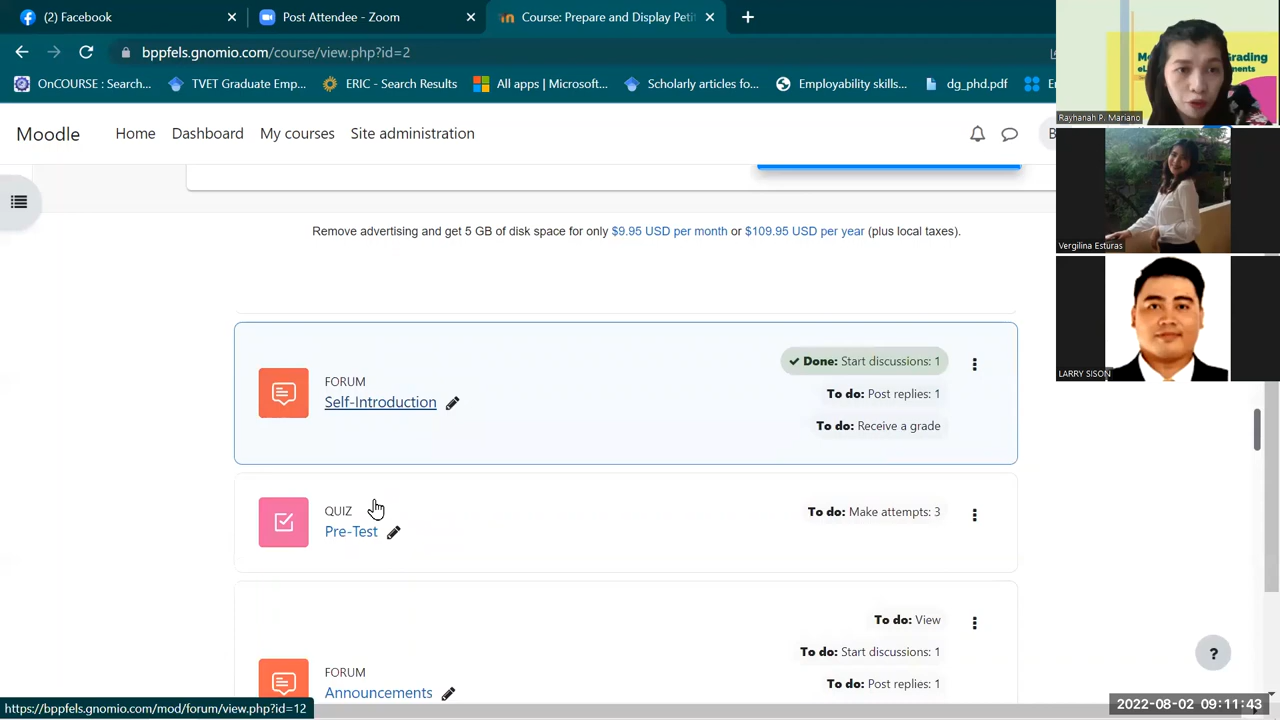 (2) Facebook
Post Attendee - Zoom
Course: Prepare and Display Peti
bppfels.gnomio.com/course/view.php?id=2
OnCOURSE : Search...
TVET Graduate Emp...
ERIC - Search Results
All apps | Microsoft...
Scholarly articles fo...
Employability skills...
dg_phd.pdf
Moodle
Home
Dashboard
My courses
Site administration
Remove advertising and get 5 GB of disk space for only $9.95 USD per month or $109.95 USD per year (plus local taxes).
FORUM
Self-Introduction
Done: Start discussions: 1
To do: Post replies: 1
To do: Receive a grade
QUIZ
Pre-Test
To do: Make attempts: 3
To do: View
To do: Start discussions: 1
To do: Post replies: 1
FORUM
Announcements
?
https://bppfels.gnomio.com/mod/forum/view.php?id=12
2022-08-02 09:11:43
Rayhanah P. Mariano
Vergilina Esturas
LARRY SISON